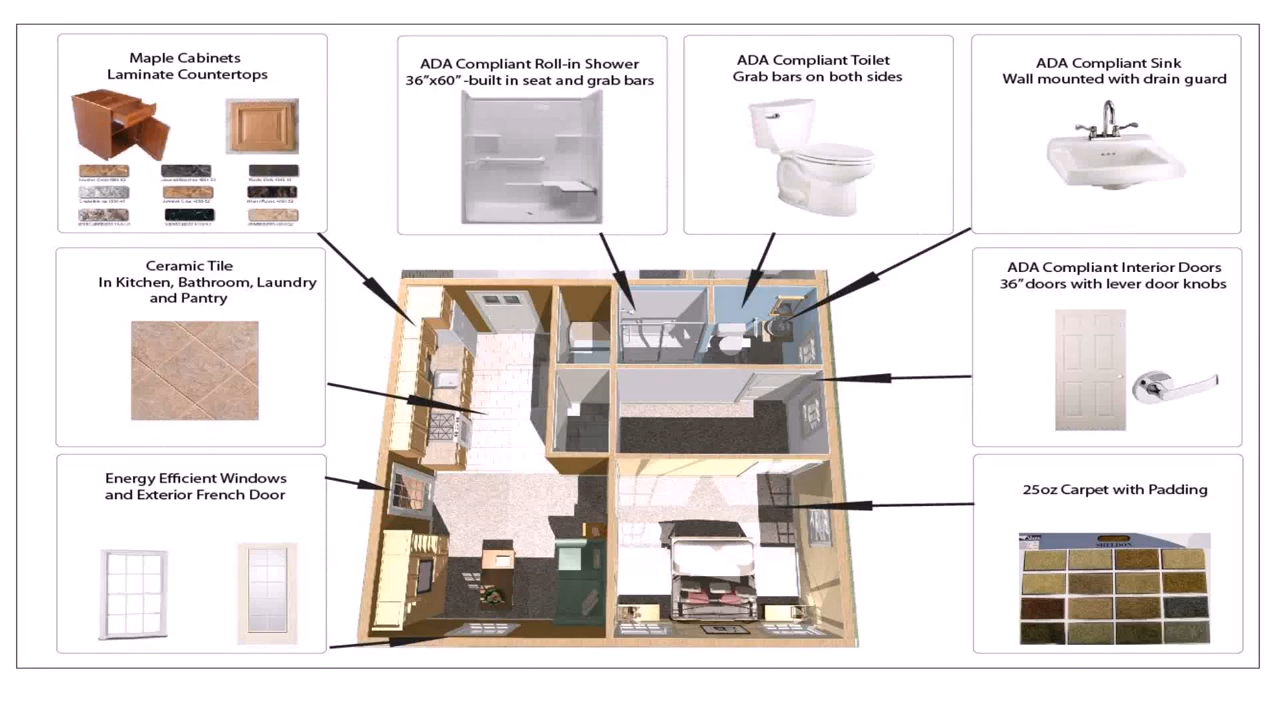 Maple Cabinets
Laminate Countertops
ADA Compliant Roll-in Shower
36"x60" -built in seat and grab bars
ADA Compliant Toilet
Grab bars on both sides
ADA Compliant Sink
Wall mounted with drain guard
Ceramic Tile
In Kitchen, Bathroom, Laundry
and Pantry
ADA Compliant Interior Doors
36" doors with lever door knobs
Energy Efficient Windows
and Exterior French Door
25oz Carpet with Padding
SHELDON